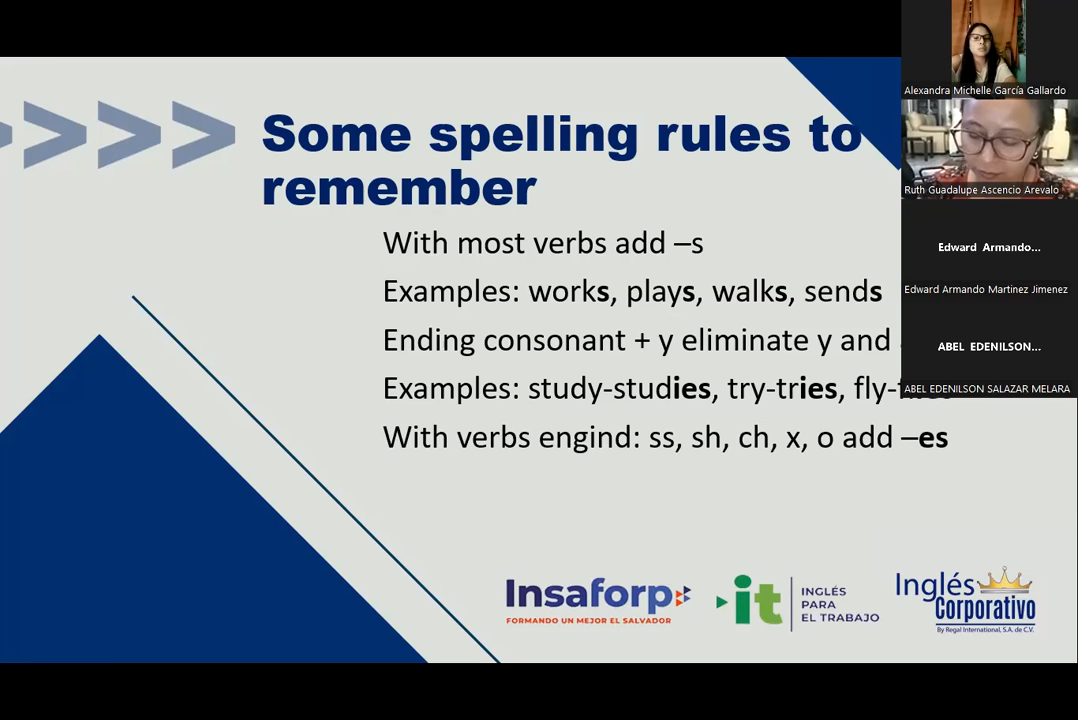 Some spelling rules to
remember
With most verbs add –s
Examples: works, plays, walks, sends
Ending consonant + y eliminate y and
Examples: study-studies, try-tries, fly-
With verbs engind: ss, sh, ch, x, o add –es
Insaforp
FORMANDO UN MEJOR EL SALVADOR
it
INGLÉS
PARA
EL TRABAJO
Inglés
Corporativo
By Regal International, S.A. de C.V.
Alexandra Michelle García Gallardo
Ruth Guadalupe Ascencio Arevalo
Edward Armando...
Edward Armando Martinez Jimenez
ABEL EDENILSON...
ABEL EDENILSON SALAZAR MELARA